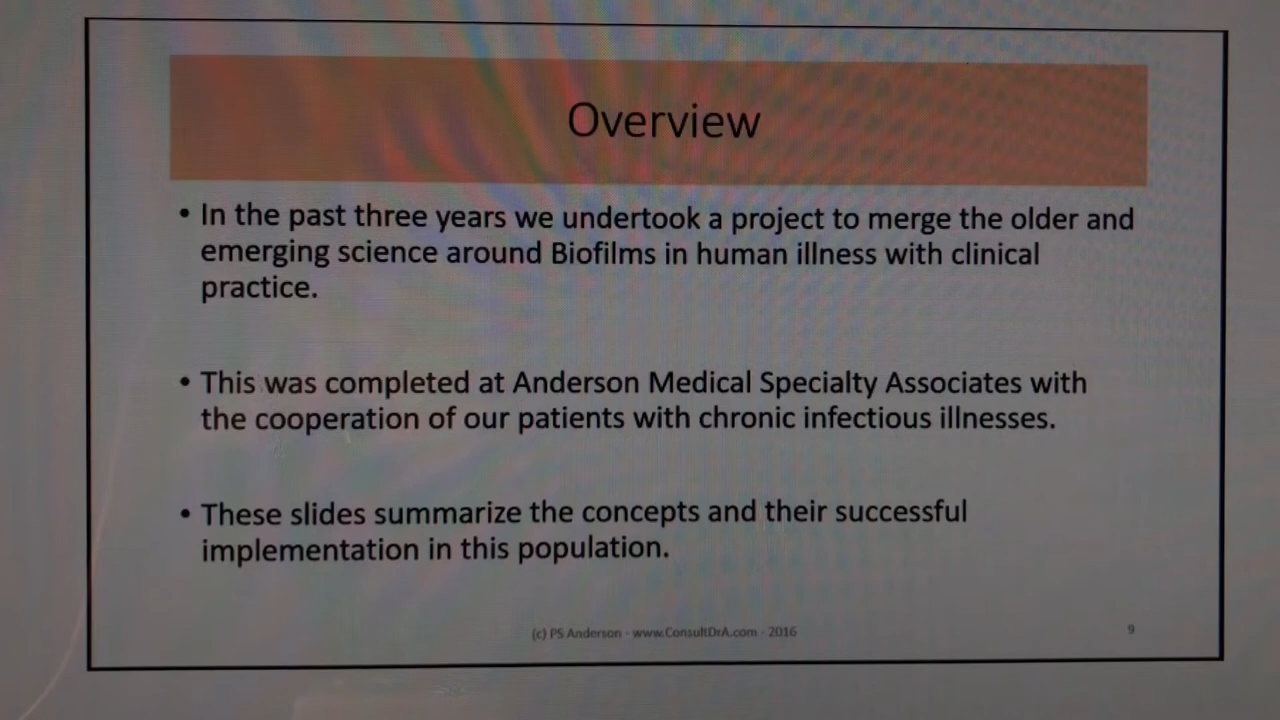 Overview
• In the past three years we undertook a project to merge the older and
emerging science around Biofilms in human illness with clinical
practice.
• This was completed at Anderson Medical Specialty Associates with
the cooperation of our patients with chronic infectious illnesses.
• These slides summarize the concepts and their successful
implementation in this population.
(c) PS Anderson - www.ConsultDrA.com - 2016
9